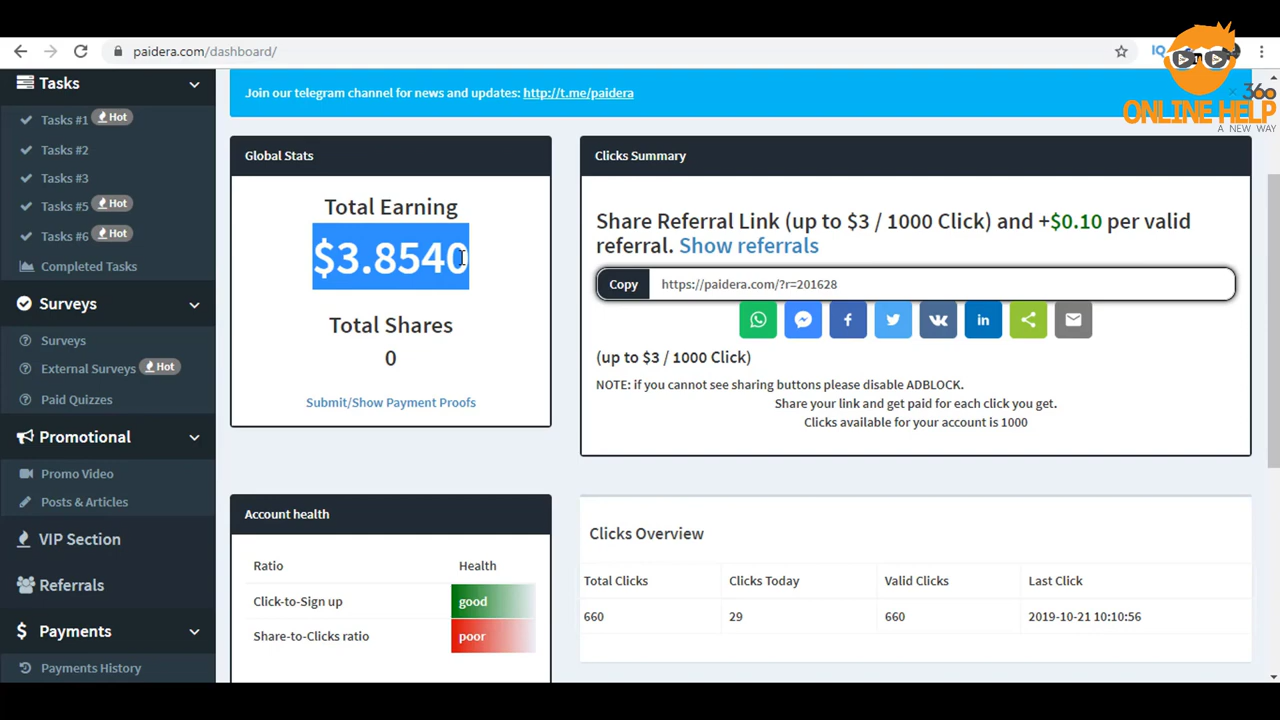 paidera.com/dashboard/
IQ
360
ONLINE HELP
A NEW WAY
Tasks
Tasks #1 Hot
Tasks #2
Tasks #3
Tasks #5 Hot
Tasks #6 Hot
Completed Tasks
Surveys
Surveys
External Surveys Hot
Paid Quizzes
Promotional
Promo Video
Posts & Articles
VIP Section
Referrals
Payments
Payments History
Join our telegram channel for news and updates: http://t.me/paidera
Global Stats
Total Earning
$3.8540
Total Shares
0
Submit/Show Payment Proofs
Clicks Summary
Share Referral Link (up to $3 / 1000 Click) and +$0.10 per valid
referral. Show referrals
Copy https://paidera.com/?r=201628
(up to $3 / 1000 Click)
NOTE: if you cannot see sharing buttons please disable ADBLOCK.
Share your link and get paid for each click you get.
Clicks available for your account is 1000
Account health
Ratio Health
Click-to-Sign up good
Share-to-Clicks ratio poor
Clicks Overview
Total Clicks Clicks Today Valid Clicks Last Click
660 29 660 2019-10-21 10:10:56